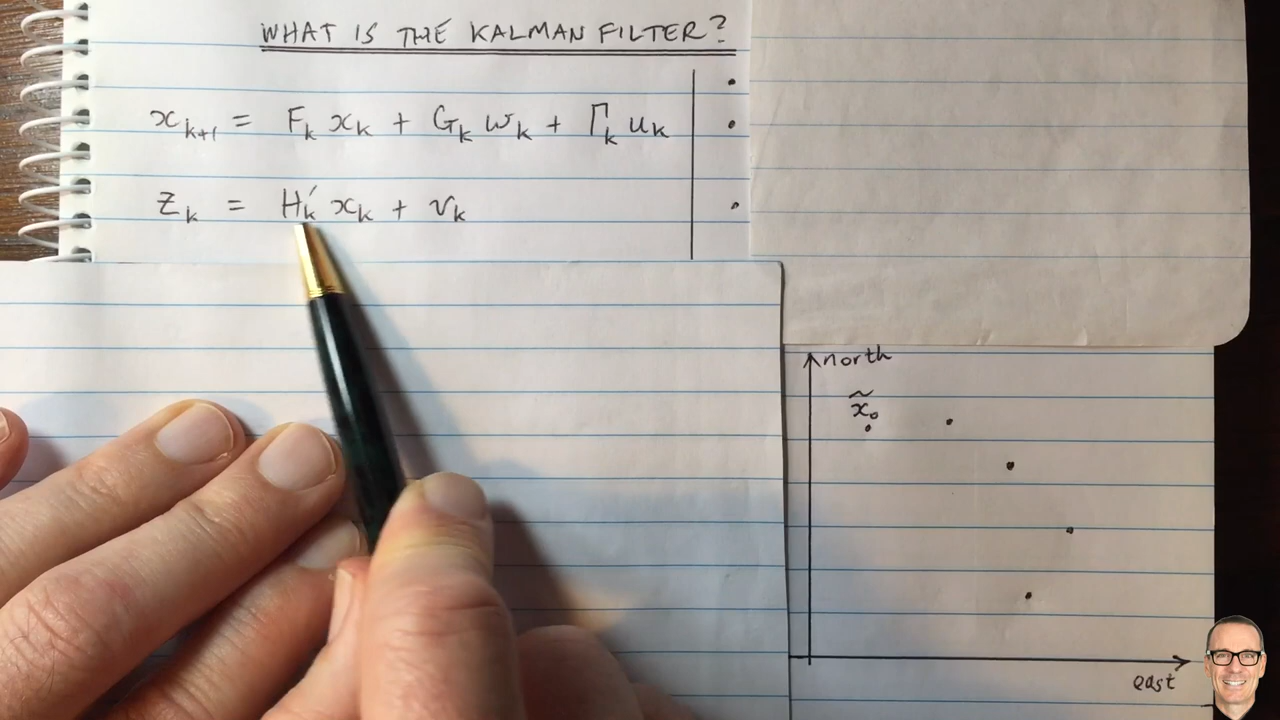 WHAT IS THE KALMAN FILTER?
x_{k+1} = F_k x_k + G_k w_k + Γ_k u_k
z_k = H'_k x_k + v_k
north
x̃₀
east